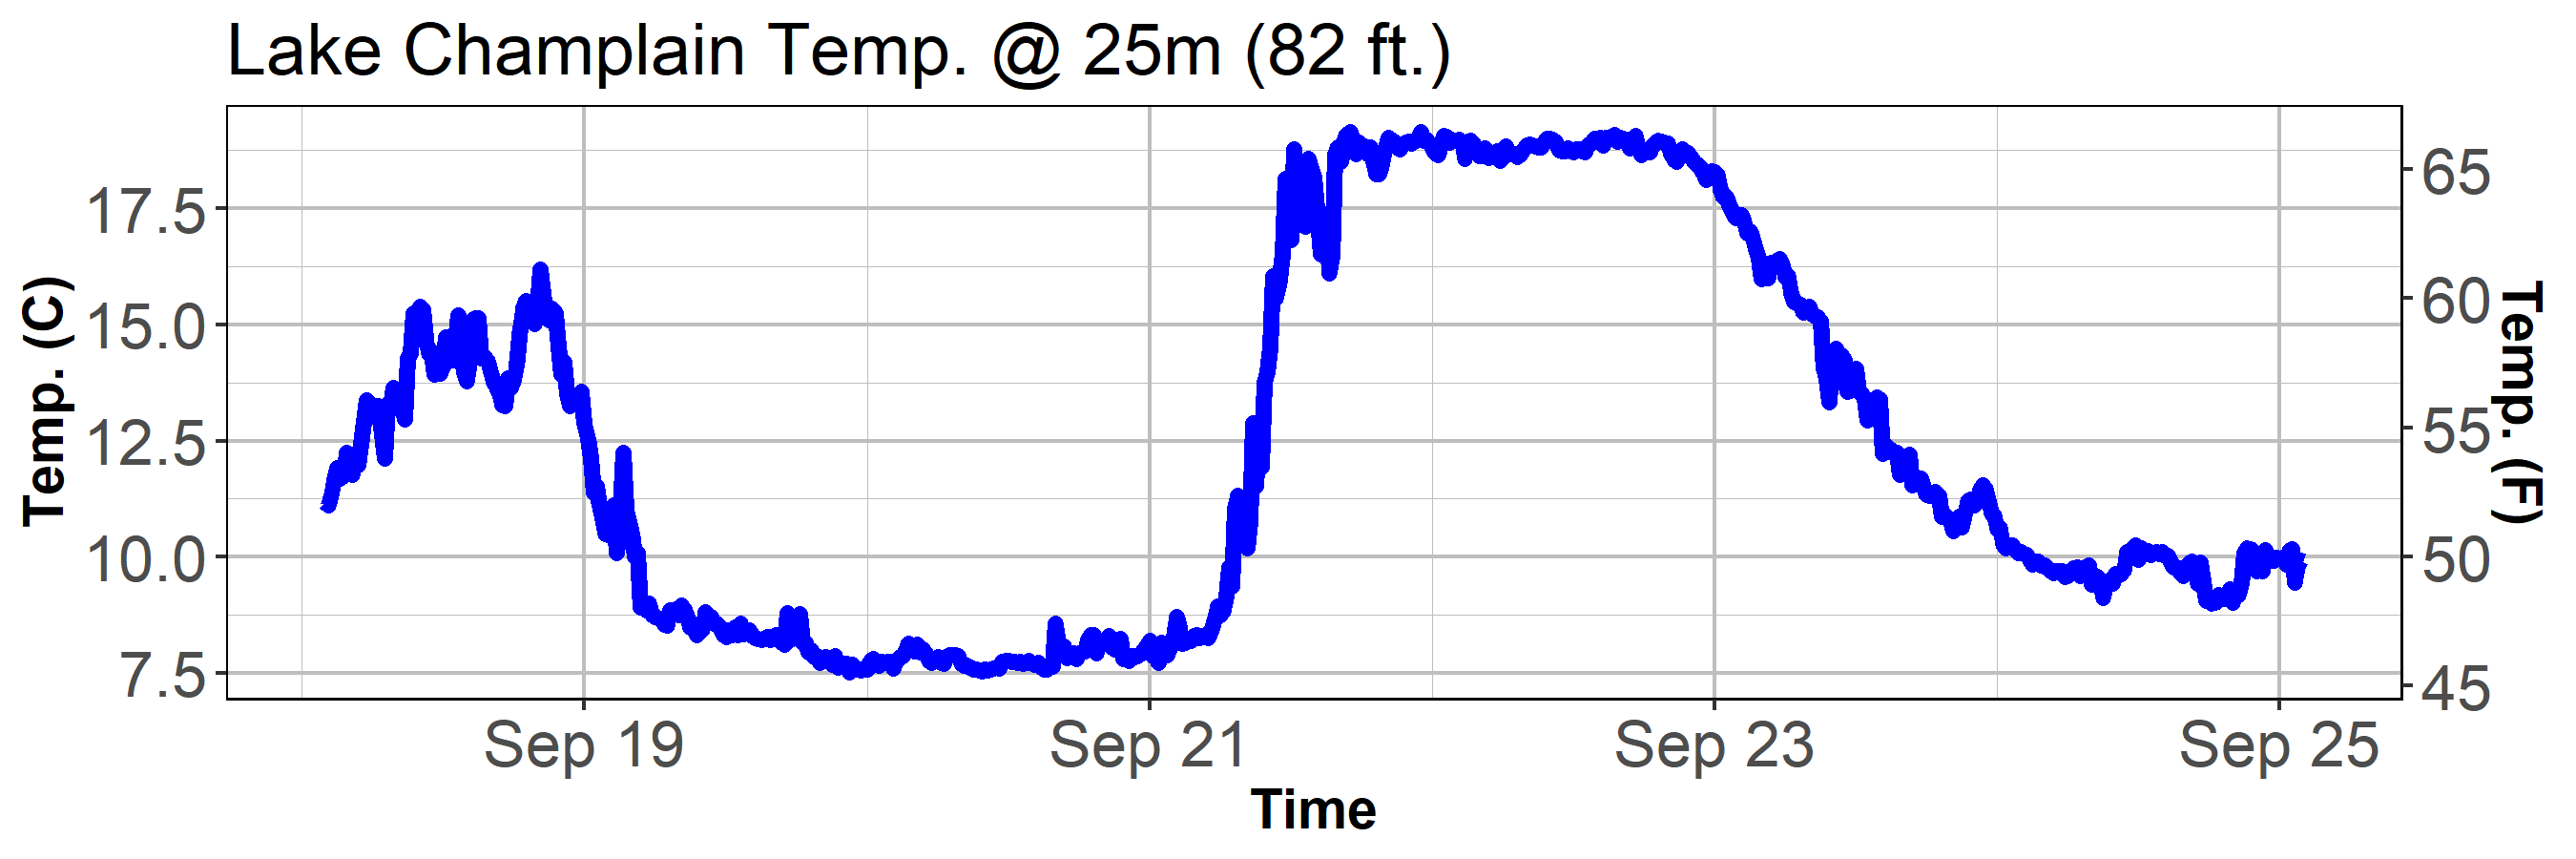 Lake Champlain Temp. @ 25m (82 ft.)
Temp. (C)
17.5
15.0
12.5
10.0
7.5
65
60
55
50
45
Temp. (F)
Sep 19
Sep 21
Sep 23
Sep 25
Time